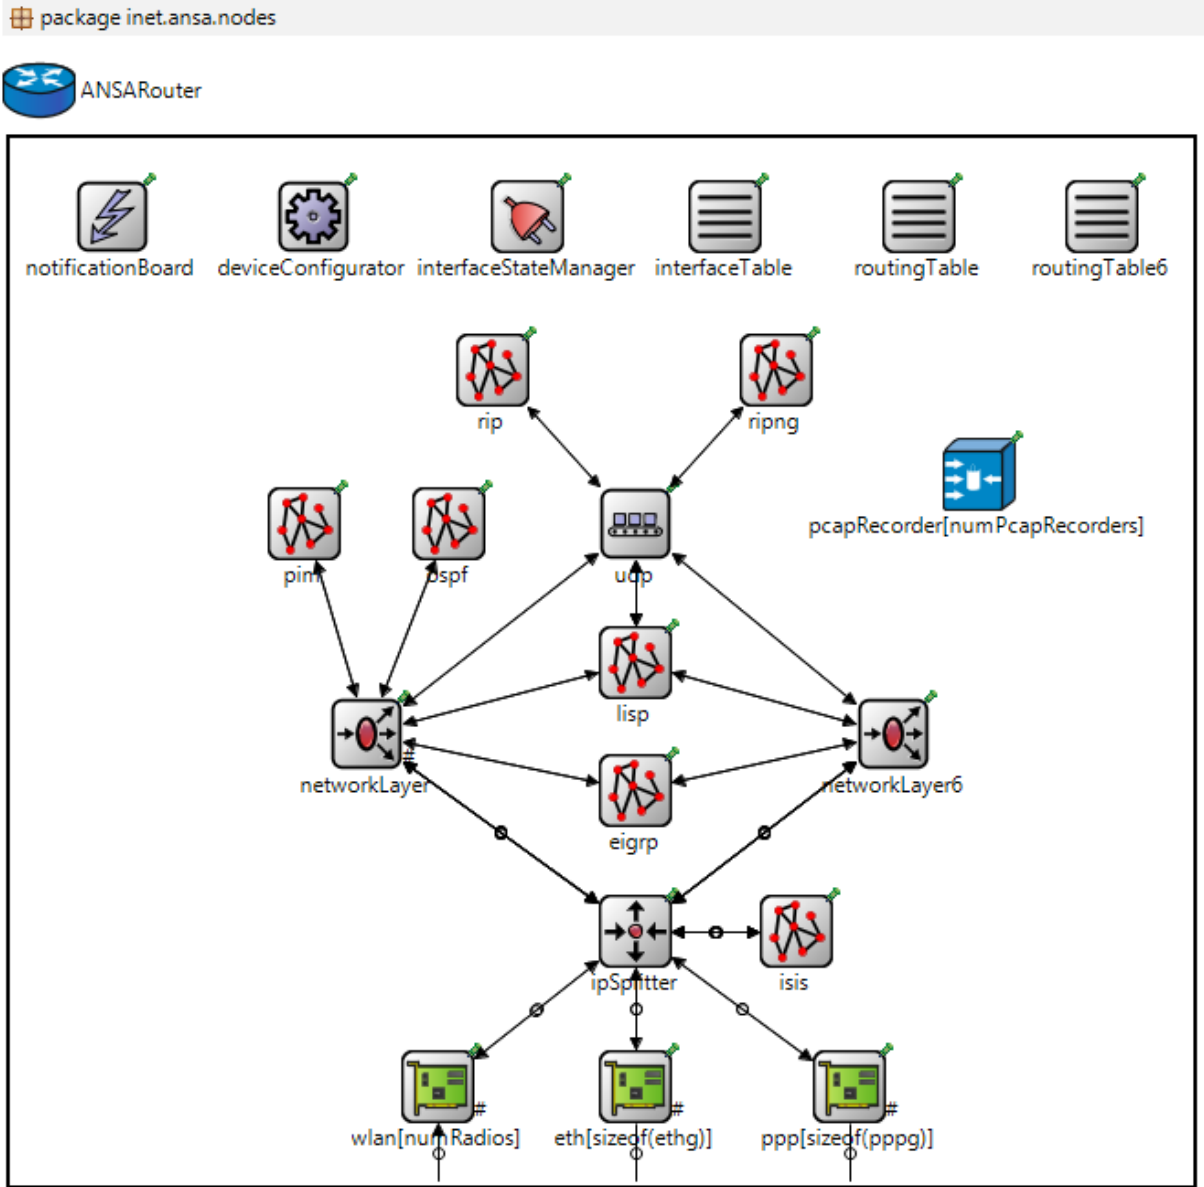 package inet.ansa.nodes
ANSARouter
notificationBoard deviceConfigurator interfaceStateManager interfaceTable routingTable routingTable6
rip ripng
pcapRecorder[numPcapRecorders]
pim ospf udp
lisp
networkLayer networkLayer6
#
eigrp
ipSplitter isis
# # #
wlan[numRadios] eth[sizeof(ethg)] ppp[sizeof(pppg)]